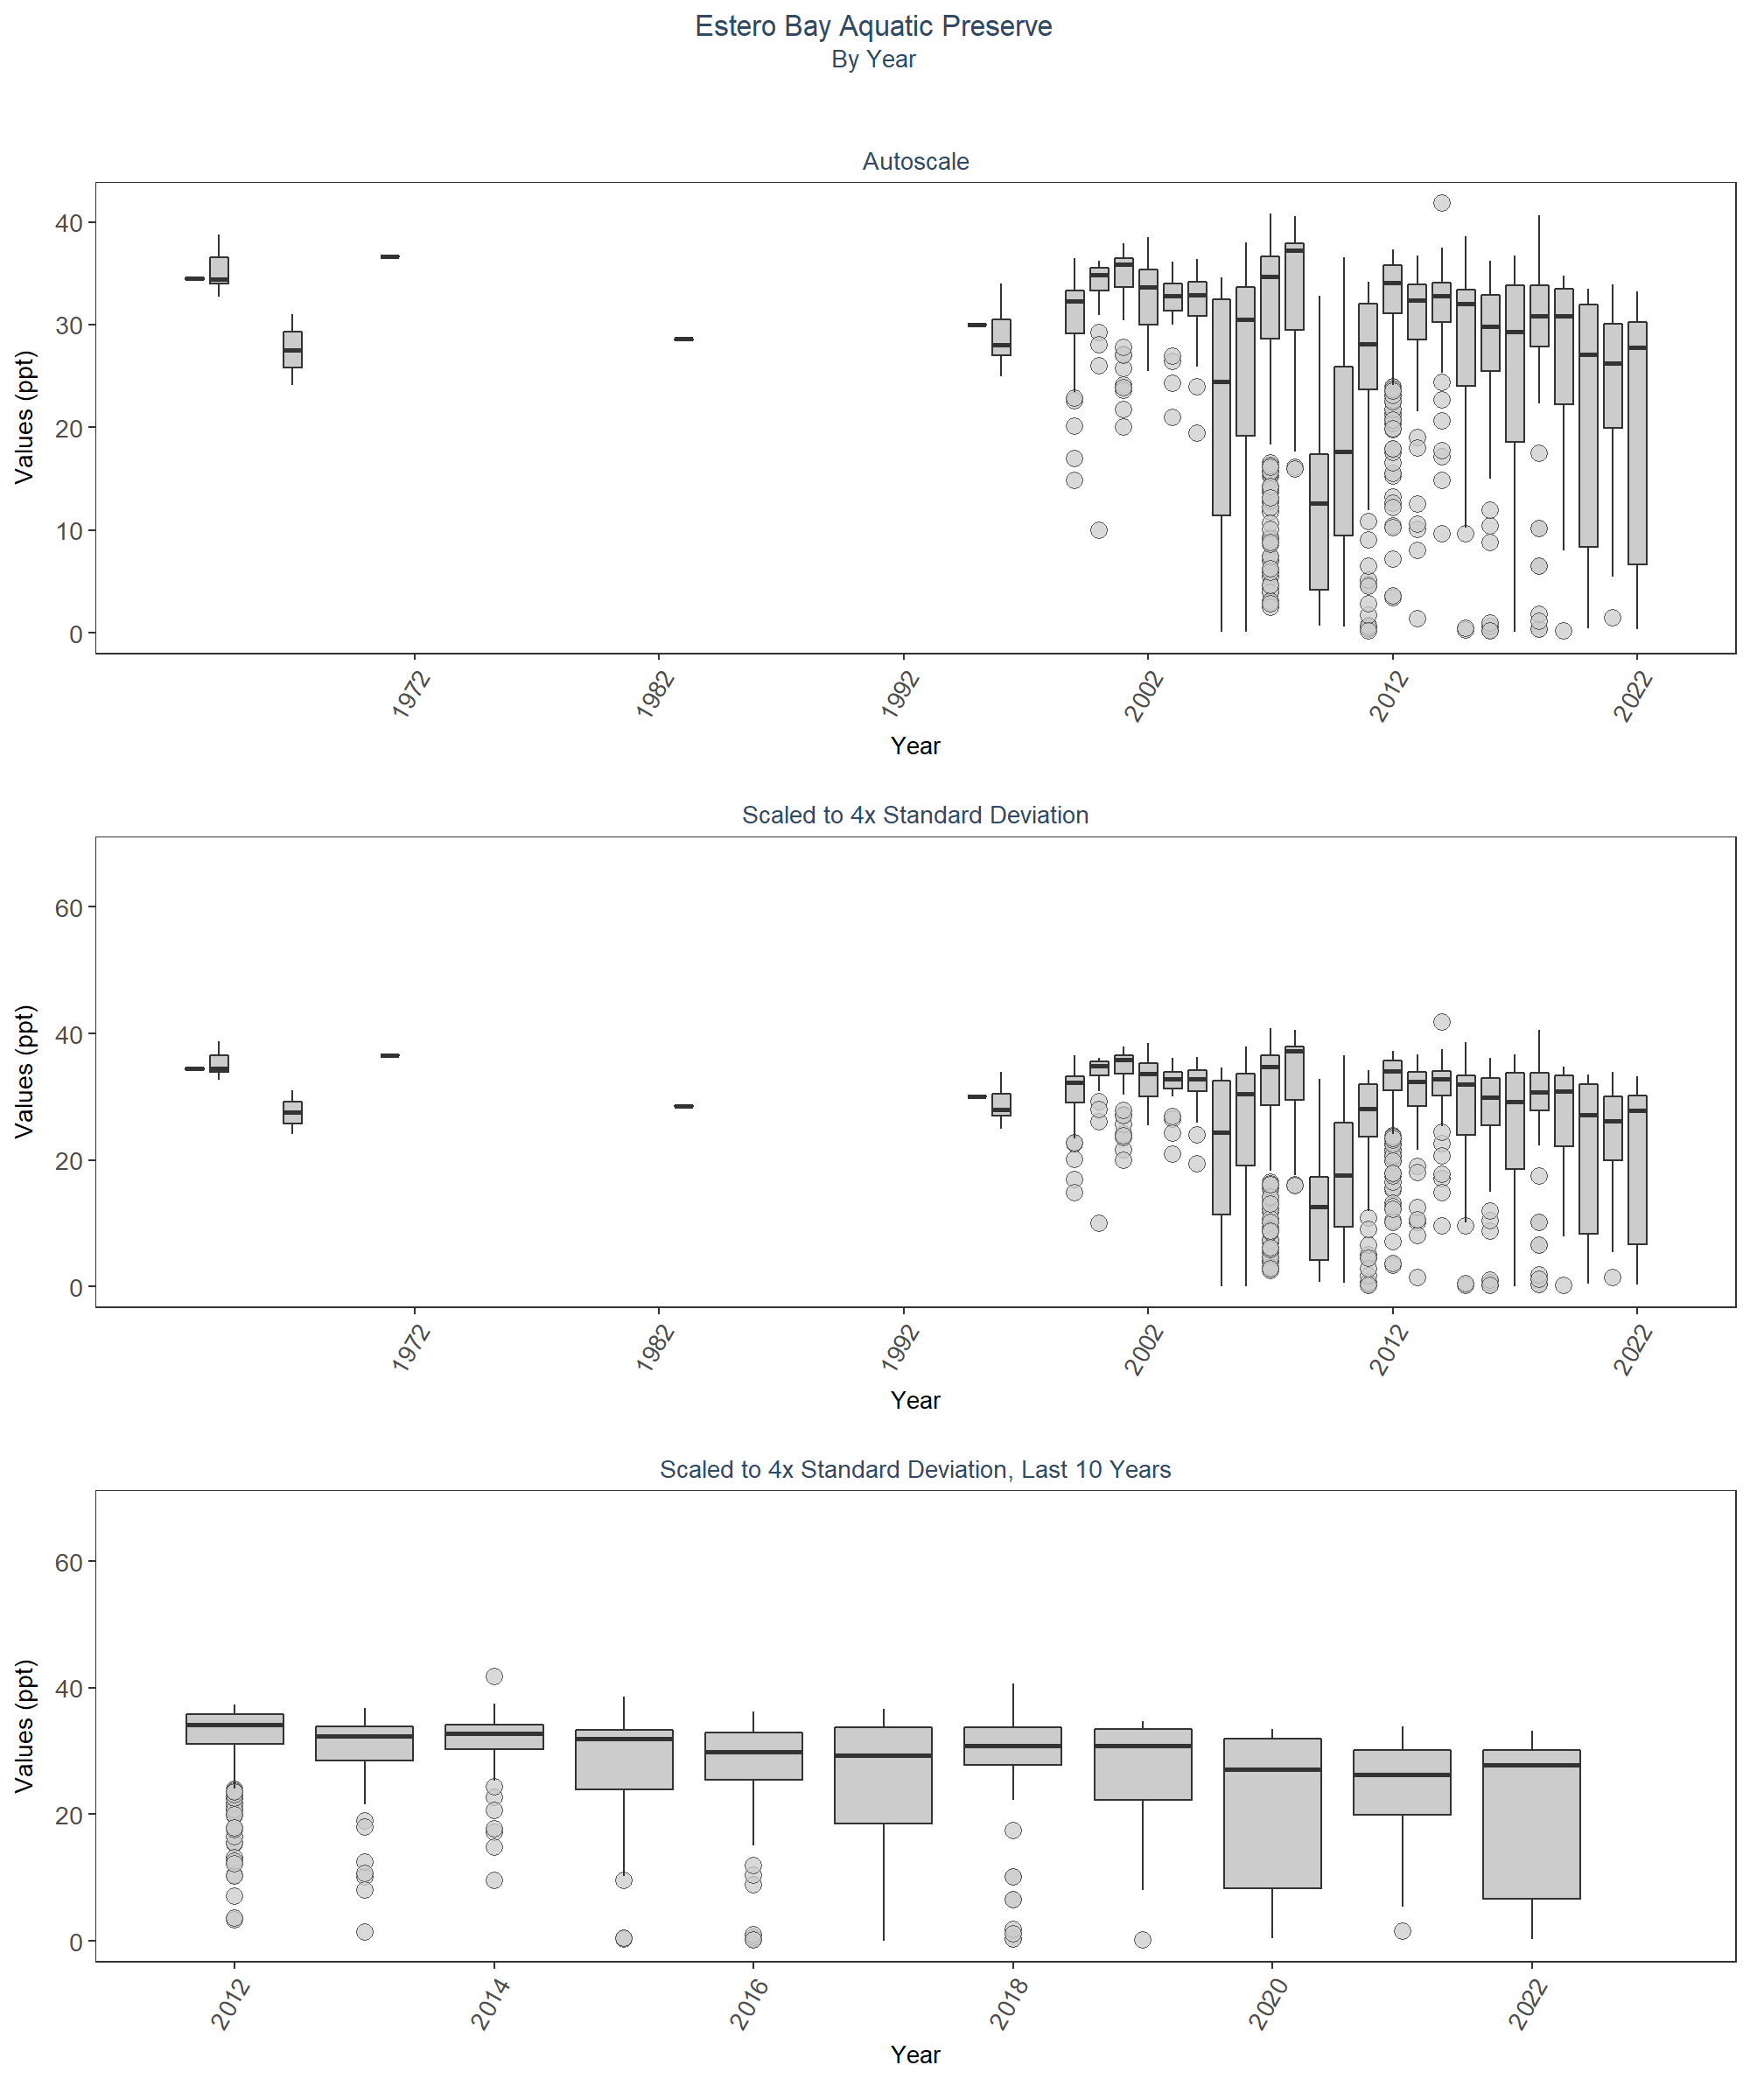 Estero Bay Aquatic Preserve
By Year
Autoscale
Values (ppt)
40
30
20
10
0
1972
1982
1992
2002
2012
2022
Year
Scaled to 4x Standard Deviation
Values (ppt)
60
40
20
0
1972
1982
1992
2002
2012
2022
Year
Scaled to 4x Standard Deviation, Last 10 Years
Values (ppt)
60
40
20
0
2012
2014
2016
2018
2020
2022
Year